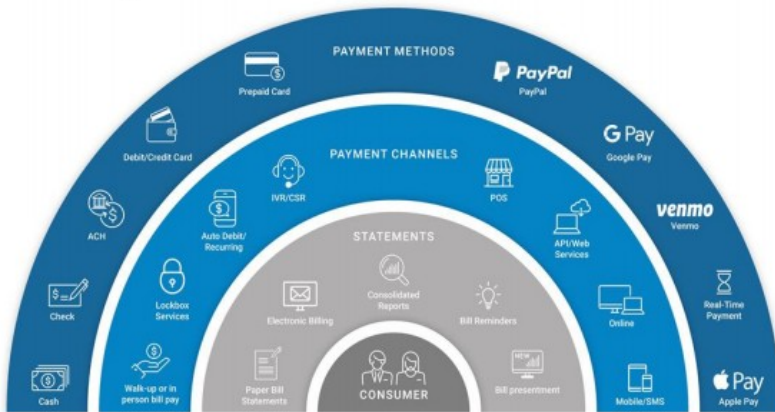 PAYMENT METHODS
Prepaid Card
PayPal
PayPal
Debit/Credit Card
G Pay
Google Pay
ACH
venmo
Venmo
Check
Real-Time
Payment
Cash
Pay
Apple Pay
PAYMENT CHANNELS
IVR/CSR
POS
Auto Debit/
Recurring
API/Web
Services
Lockbox
Services
Online
Walk-up or in
person bill pay
Mobile/SMS
STATEMENTS
Consolidated
Reports
Electronic Billing
Bill Reminders
Paper Bill
Statements
NEW
Bill presentment
CONSUMER